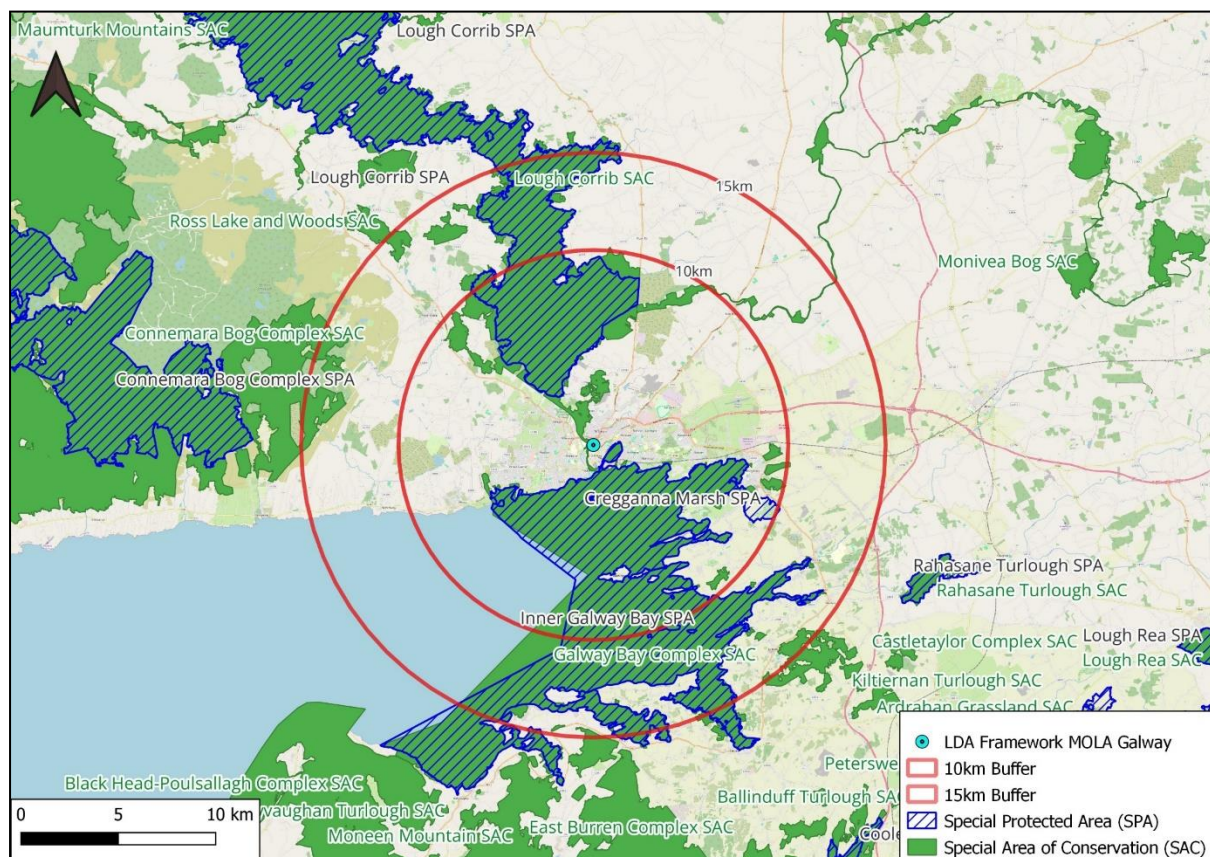 Maumturk Mountains SAC
Lough Corrib SPA
Lough Corrib SPA
Lough Corrib SAC
15km
Ross Lake and Woods SAC
Monivea Bog SAC
10km
Connemara Bog Complex SAC
Connemara Bog Complex SPA
Cregganna Marsh SPA
Rahasane Turlough SPA
Rahasane Turlough SAC
Inner Galway Bay SPA
Castletaylor Complex SAC
Lough Rea SPA
Galway Bay Complex SAC
Lough Rea SAC
Kiltiernan Turlough SAC
Ardrahan Grassland SAC
Peterswe
Black Head-Poulsallagh Complex SAC
Ballinduff Turlough SAC
yvaughan Turlough SAC
Moneen Mountain SAC
East Burren Complex SAC
Coole
0 5 10 km
LDA Framework MOLA Galway
10km Buffer
15km Buffer
Special Protected Area (SPA)
Special Area of Conservation (SAC)